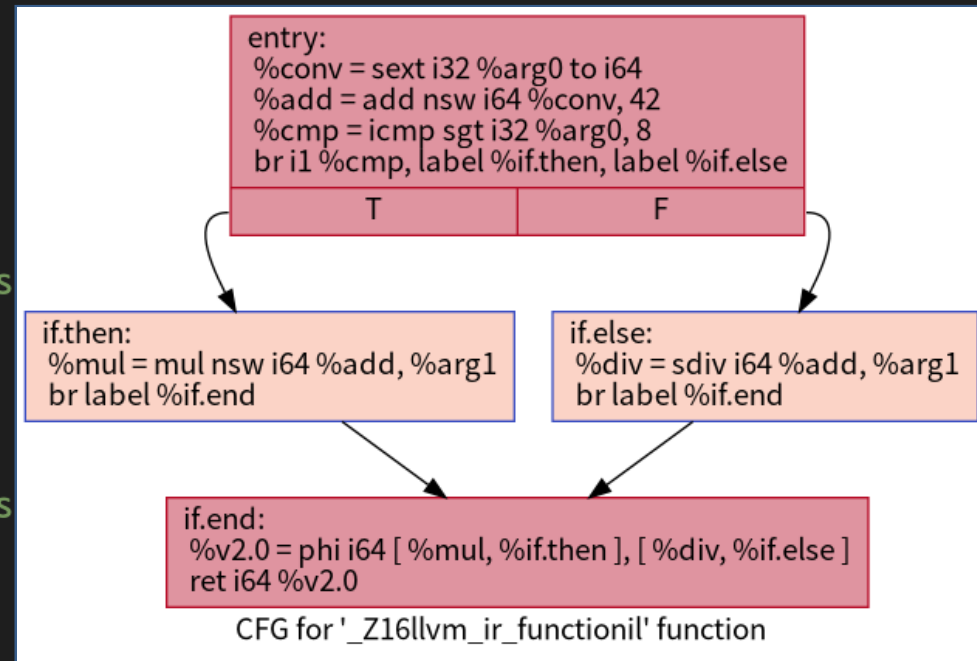 entry:
%conv = sext i32 %arg0 to i64
%add = add nsw i64 %conv, 42
%cmp = icmp sgt i32 %arg0, 8
br i1 %cmp, label %if.then, label %if.else
T F
s
if.then:
%mul = mul nsw i64 %add, %arg1
br label %if.end
if.else:
%div = sdiv i64 %add, %arg1
br label %if.end
s
if.end:
%v2.0 = phi i64 [ %mul, %if.then ], [ %div, %if.else ]
ret i64 %v2.0
CFG for '_Z16llvm_ir_functionil' function